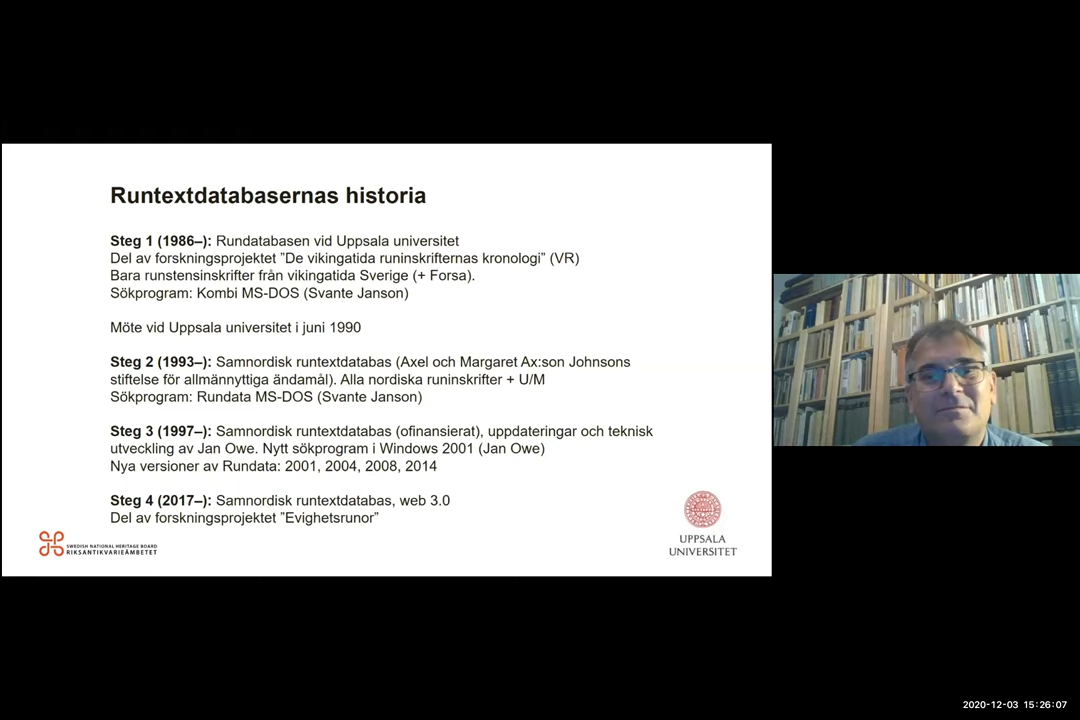 Runtextdatabasernas historia
Steg 1 (1986–): Rundatabasen vid Uppsala universitet
Del av forskningsprojektet ”De vikingatida runinskrifternas kronologi” (VR)
Bara runstensinskrifter från vikingatida Sverige (+ Forsa).
Sökprogram: Kombi MS-DOS (Svante Janson)
Möte vid Uppsala universitet i juni 1990
Steg 2 (1993–): Samnordisk runtextdatabas (Axel och Margaret Ax:son Johnsons
stiftelse för allmännyttiga ändamål). Alla nordiska runinskrifter + U/M
Sökprogram: Rundata MS-DOS (Svante Janson)
Steg 3 (1997–): Samnordisk runtextdatabas (ofinansierat), uppdateringar och teknisk
utveckling av Jan Owe. Nytt sökprogram i Windows 2001 (Jan Owe)
Nya versioner av Rundata: 2001, 2004, 2008, 2014
Steg 4 (2017–): Samnordisk runtextdatabas, web 3.0
Del av forskningsprojektet ”Evighetsrunor”
SWEDISH NATIONAL HERITAGE BOARD
RIKSANTIKVARIEÄMBETET
UPPSALA
UNIVERSITET
2020-12-03 15:26:07